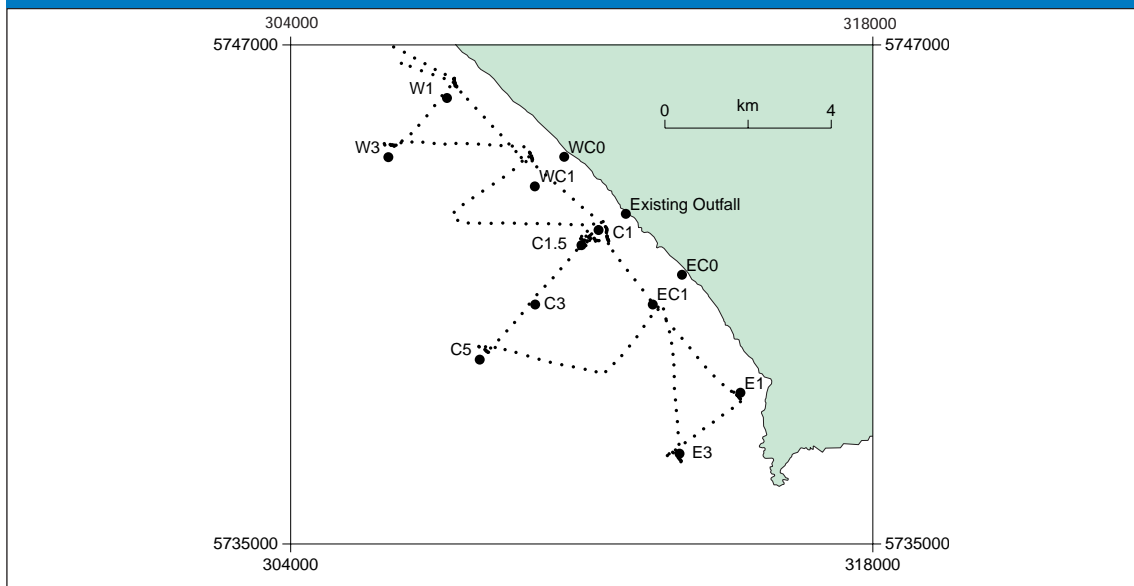 304000 318000
5747000 5747000
W1
0 km 4
W3
WC0
WC1
Existing Outfall
C1
C1.5
EC0
EC1
C3
C5
E1
E3
5735000 5735000
304000 318000